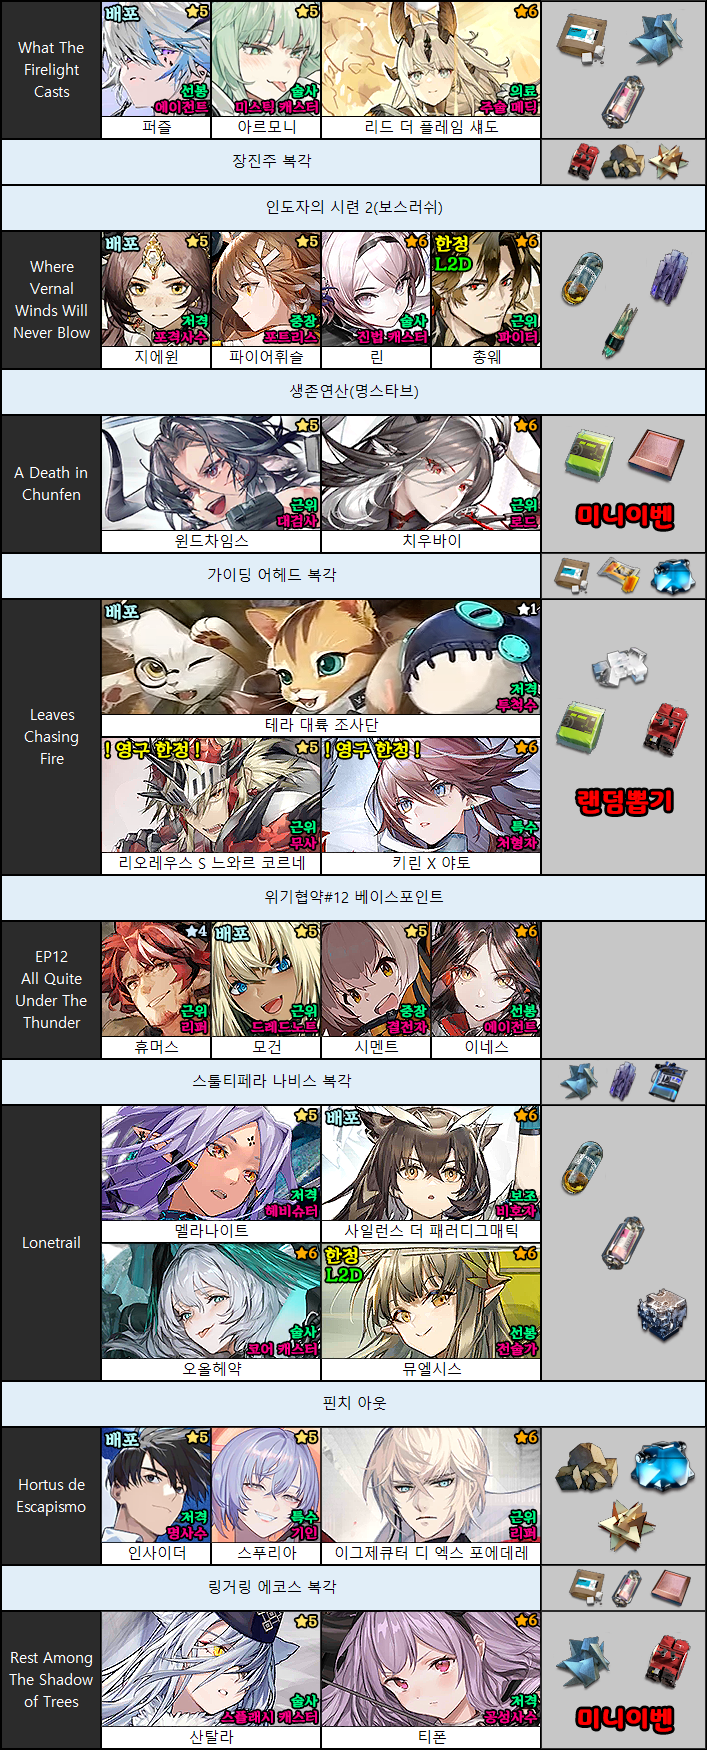 What The
Firelight
Casts
배포 ★5
선봉
에이전트
퍼즐
★5
술사
미스틱 캐스터
아르모니
★6
의료
주술 메딕
리드 더 플레임 섀도
장진주 복각
인도자의 시련 2(보스러쉬)
Where
Vernal
Winds Will
Never Blow
배포 ★5
저격
포격사수
지에윈
★5
중장
포트리스
파이어휘슬
★6
술사
진법 캐스터
린
한정 ★6
L2D
근위
파이터
총웨
생존연산(명스타브)
A Death in
Chunfen
★5
근위
대검사
윈드차임스
★6
근위
로드
치우바이
미니이벤
가이딩 어헤드 복각
Leaves
Chasing
Fire
배포 ★1
저격
투척수
테라 대륙 조사단
! 영구 한정 ! ★5
근위
무사
리오레우스 S 느와르 코르네
! 영구 한정 ! ★6
특수
처형자
키린 X 야토
랜덤뽑기
위기협약#12 베이스포인트
EP12
All Quite
Under The
Thunder
★4
근위
리퍼
휴머스
배포 ★5
근위
드레드노트
모건
★5
중장
결전자
시멘트
★6
선봉
에이전트
이네스
스툴티페라 나비스 복각
Lonetrail
★5
저격
헤비슈터
멜라나이트
배포 ★6
보조
비호자
사일런스 더 패러디그매틱
★6
술사
코어 캐스터
오올헤약
한정 ★6
L2D
선봉
전술가
뮤엘시스
핀치 아웃
Hortus de
Escapismo
배포 ★5
저격
명사수
인사이더
★5
특수
기인
스푸리아
★6
근위
리퍼
이그제큐터 디 엑스 포에데레
링거링 에코스 복각
Rest Among
The Shadow
of Trees
★5
술사
스플래시 캐스터
산탈라
★6
저격
공성사수
티폰
미니이벤